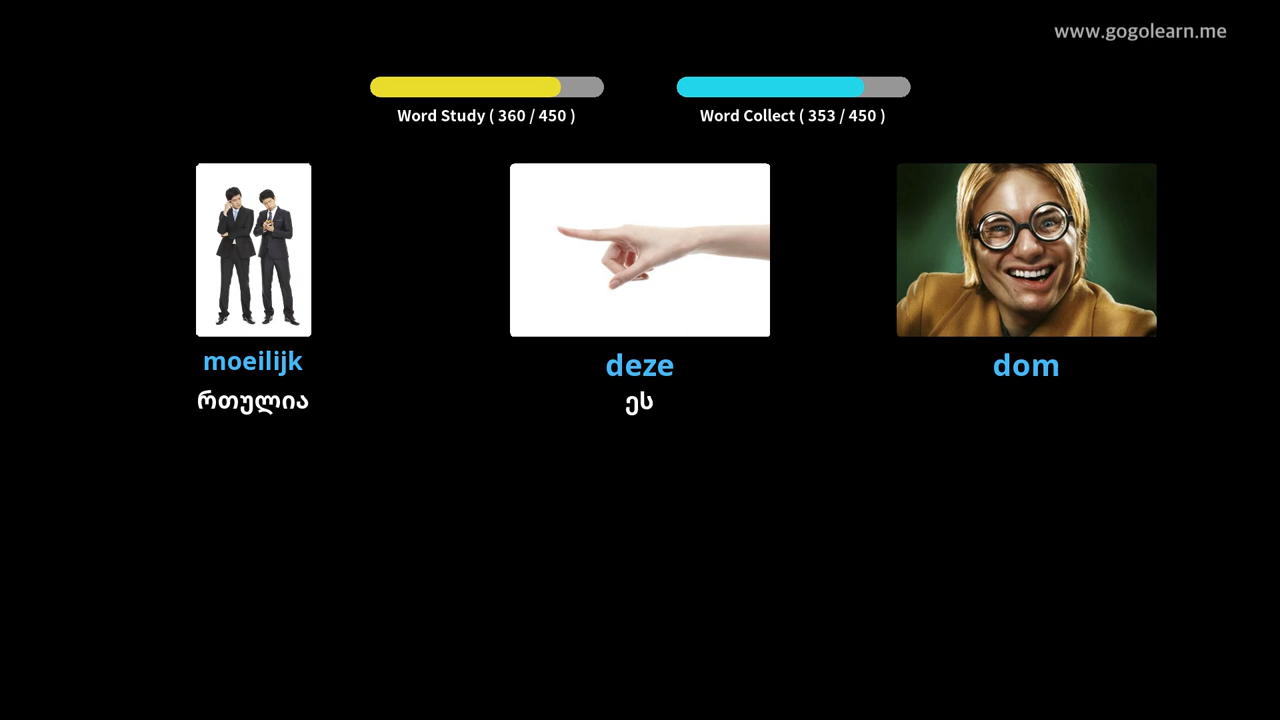 www.gogolearn.me
Word Study ( 360 / 450 )
Word Collect ( 353 / 450 )
moeilijk
deze
dom
რთულია
ეს